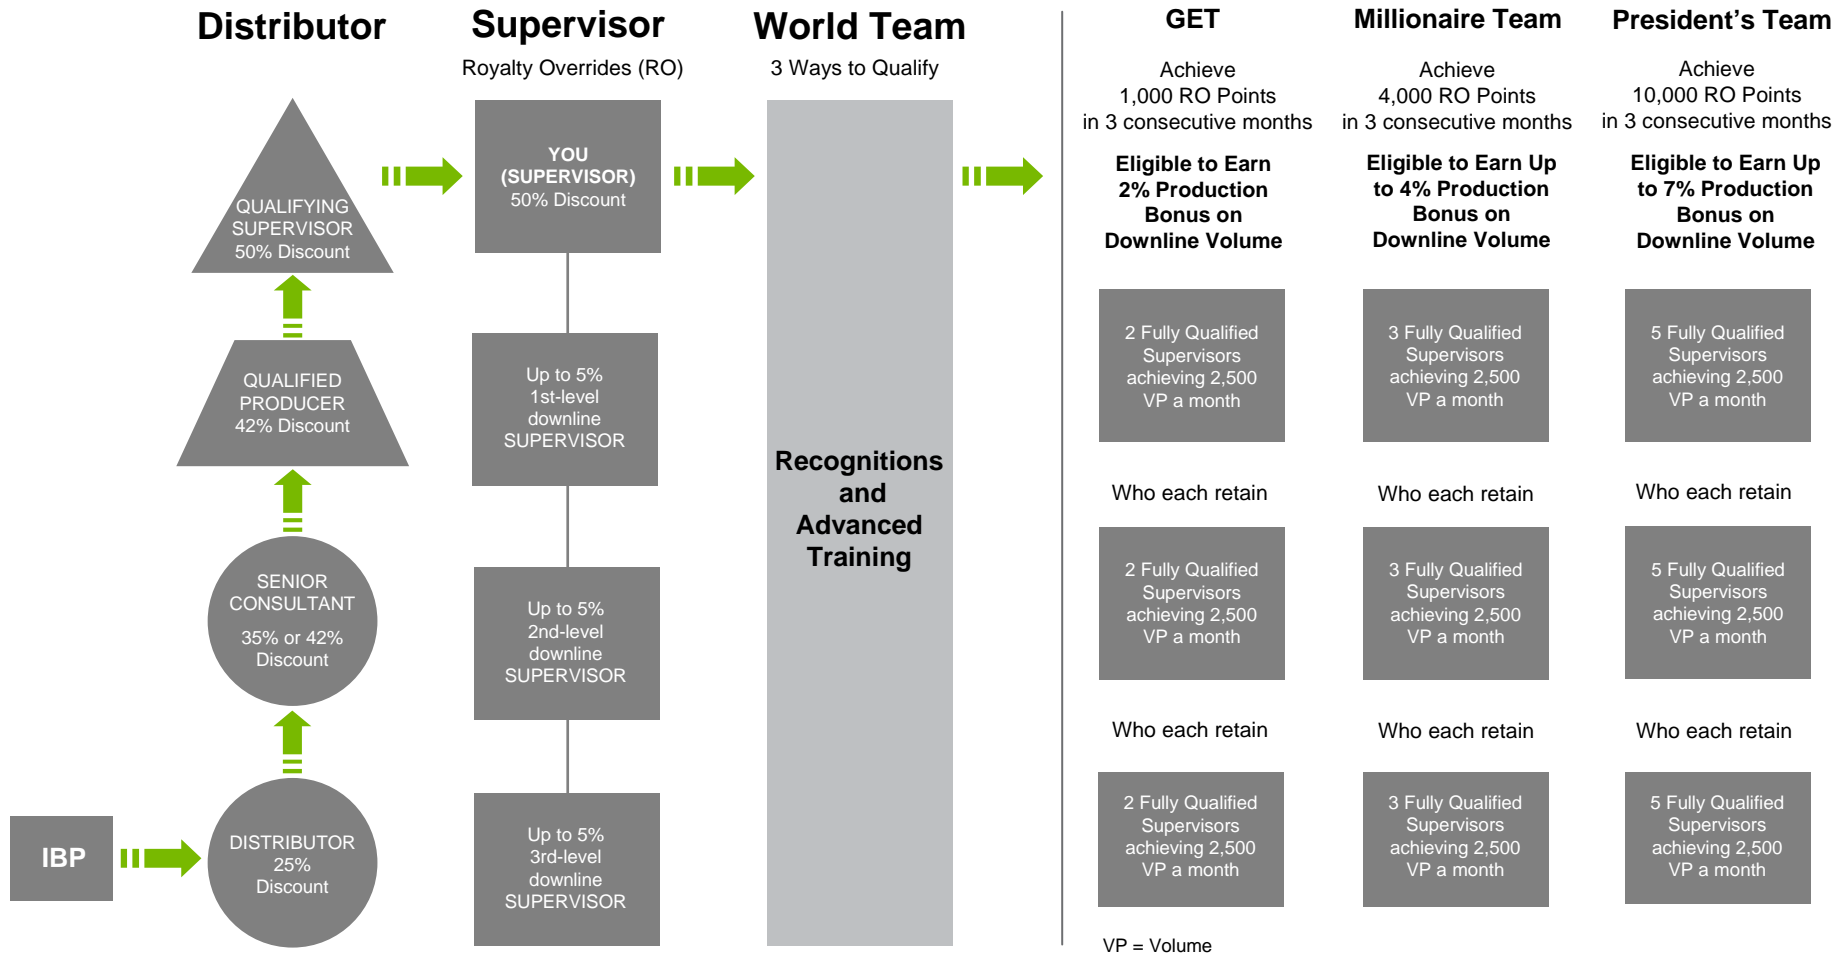 Distributor
QUALIFYING
SUPERVISOR
50% Discount
QUALIFIED
PRODUCER
42% Discount
SENIOR
CONSULTANT
35% or 42%
Discount
IBP
DISTRIBUTOR
25%
Discount
Supervisor
Royalty Overrides (RO)
YOU
(SUPERVISOR)
50% Discount
Up to 5%
1st-level
downline
SUPERVISOR
Up to 5%
2nd-level
downline
SUPERVISOR
Up to 5%
3rd-level
downline
SUPERVISOR
World Team
3 Ways to Qualify
Recognitions
and
Advanced
Training
GET
Achieve
1,000 RO Points
in 3 consecutive months
Eligible to Earn
2% Production
Bonus on
Downline Volume
2 Fully Qualified
Supervisors
achieving 2,500
VP a month
Who each retain
2 Fully Qualified
Supervisors
achieving 2,500
VP a month
Who each retain
2 Fully Qualified
Supervisors
achieving 2,500
VP a month
VP = Volume
Millionaire Team
Achieve
4,000 RO Points
in 3 consecutive months
Eligible to Earn Up
to 4% Production
Bonus on
Downline Volume
3 Fully Qualified
Supervisors
achieving 2,500
VP a month
Who each retain
3 Fully Qualified
Supervisors
achieving 2,500
VP a month
Who each retain
3 Fully Qualified
Supervisors
achieving 2,500
VP a month
President's Team
Achieve
10,000 RO Points
in 3 consecutive months
Eligible to Earn Up
to 7% Production
Bonus on
Downline Volume
5 Fully Qualified
Supervisors
achieving 2,500
VP a month
Who each retain
5 Fully Qualified
Supervisors
achieving 2,500
VP a month
Who each retain
5 Fully Qualified
Supervisors
achieving 2,500
VP a month